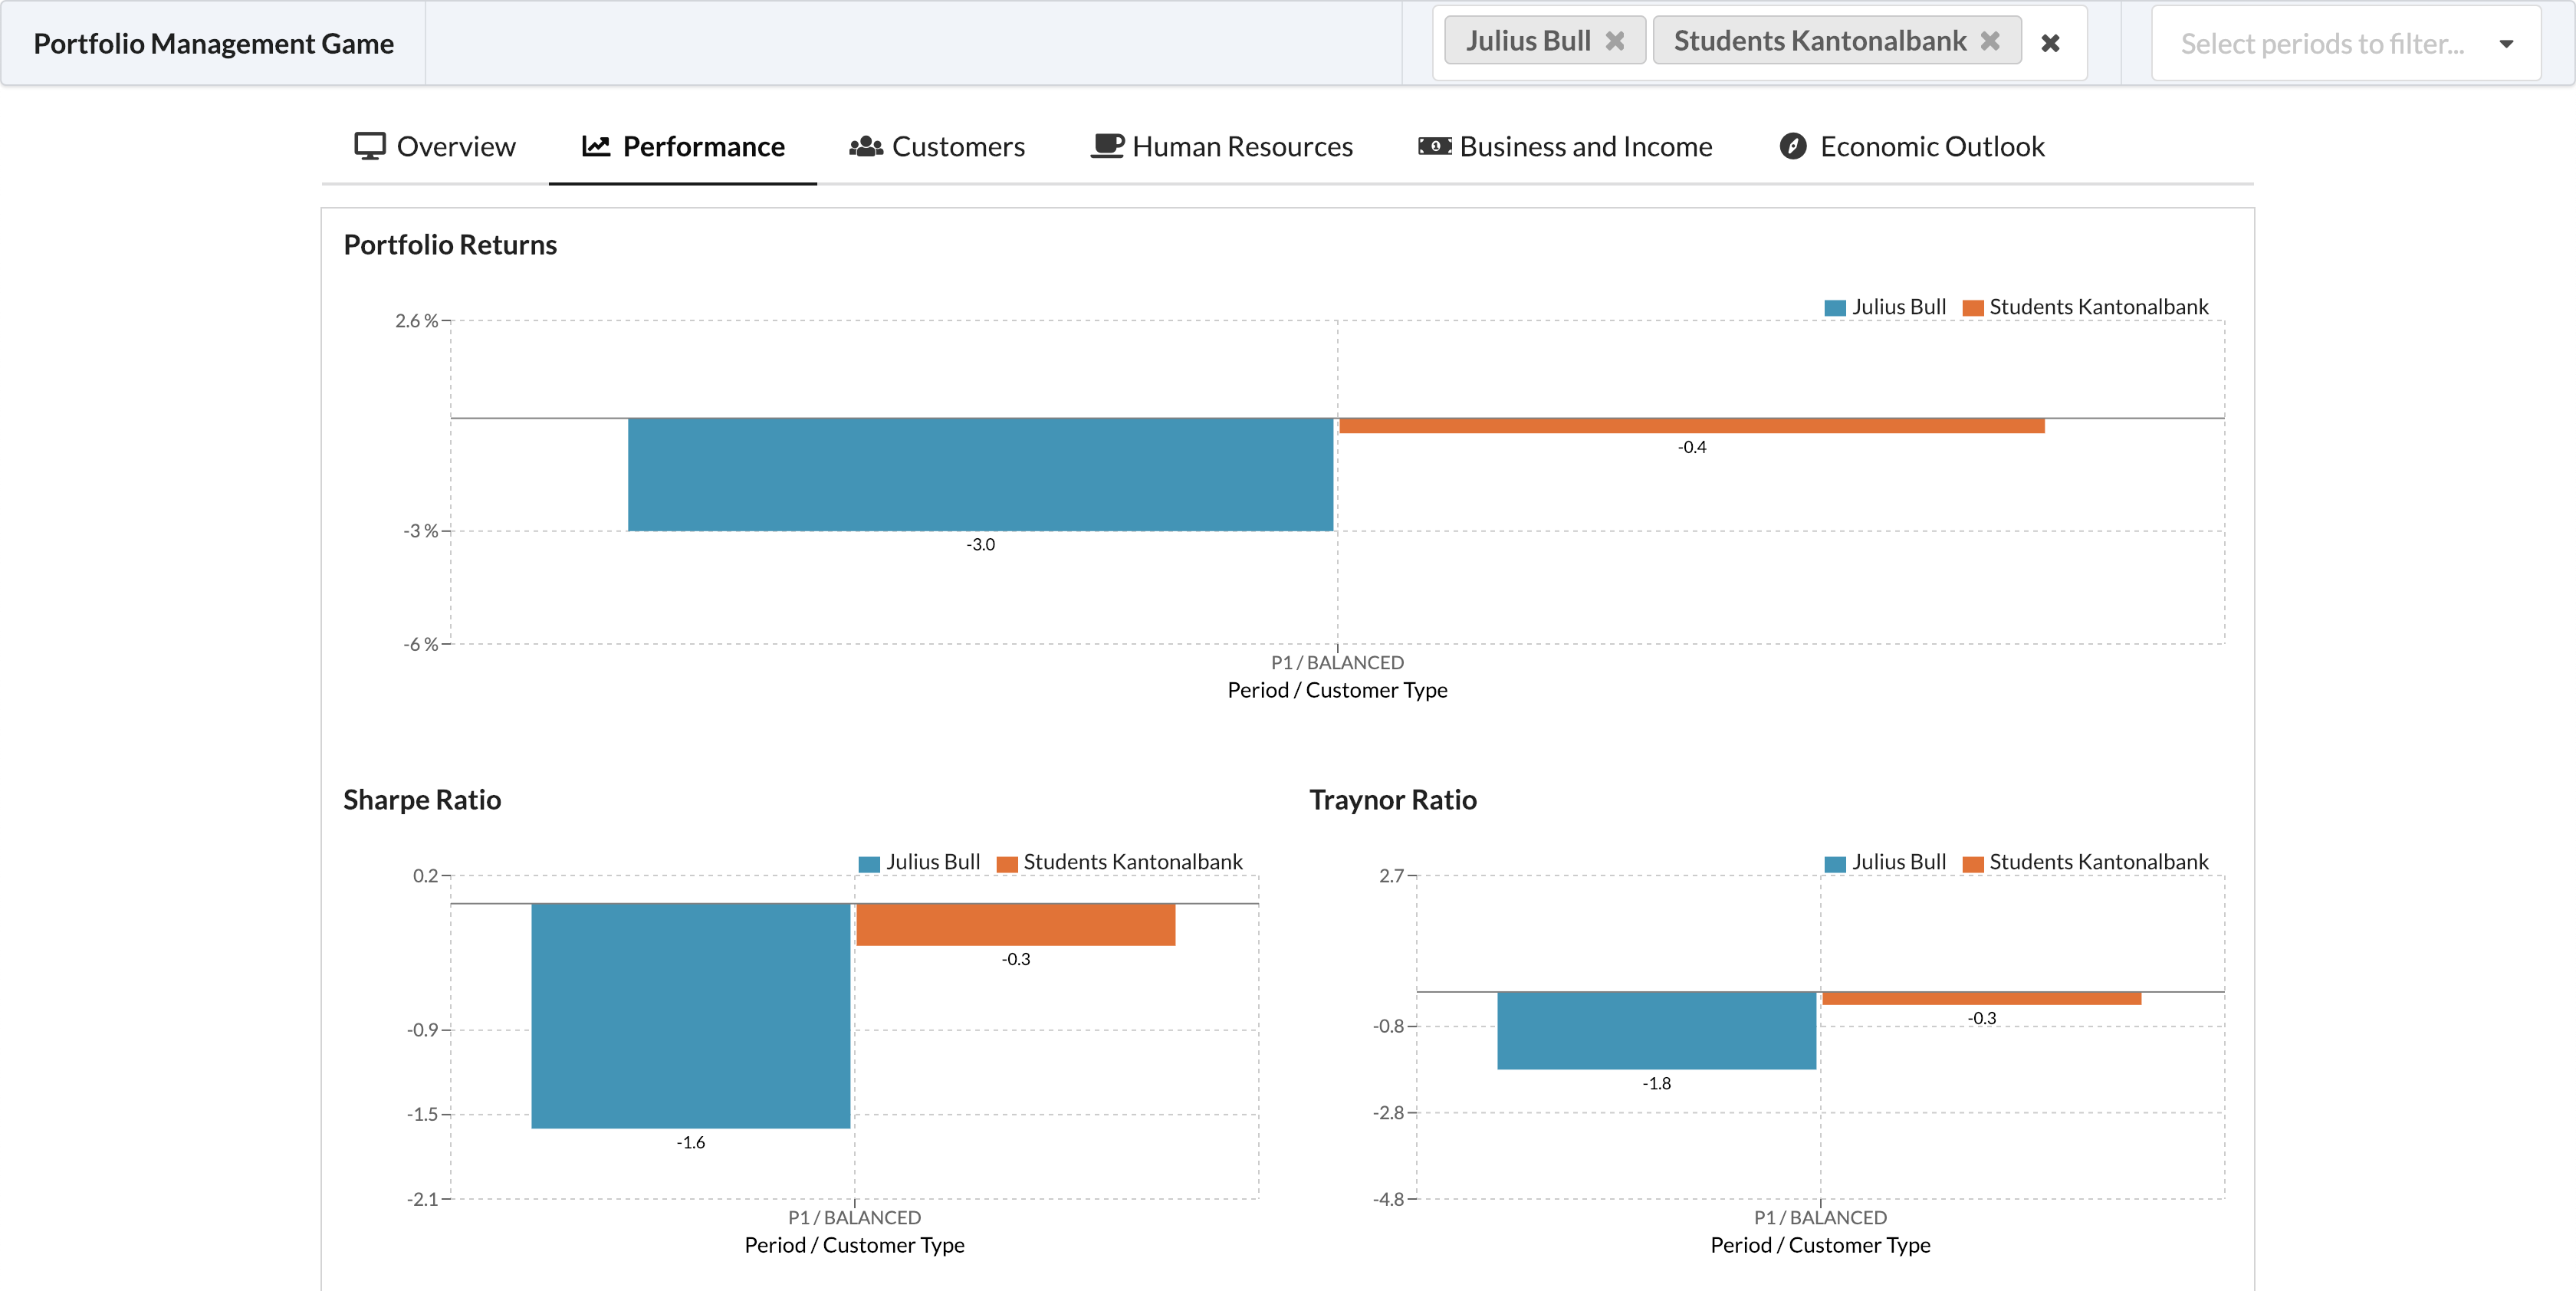 Portfolio Management Game
Julius Bull
Students Kantonalbank
Select periods to filter...
Overview
Performance
Customers
Human Resources
Business and Income
Economic Outlook
Portfolio Returns
Julius Bull
Students Kantonalbank
2.6 %
-3 %
-6 %
-0.4
-3.0
P1 / BALANCED
Period / Customer Type
Sharpe Ratio
Julius Bull
Students Kantonalbank
0.2
-0.9
-1.5
-2.1
-0.3
-1.6
P1 / BALANCED
Period / Customer Type
Traynor Ratio
Julius Bull
Students Kantonalbank
2.7
-0.8
-2.8
-4.8
-0.3
-1.8
P1 / BALANCED
Period / Customer Type